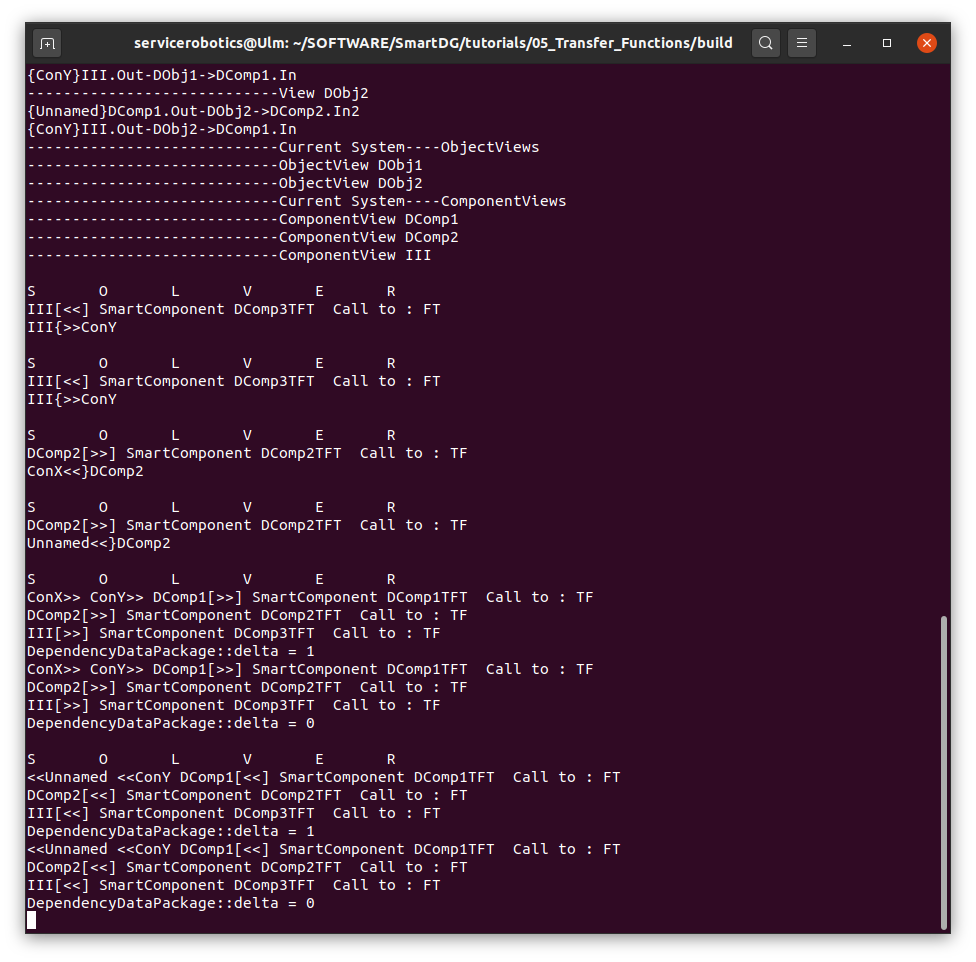 servicerobotics@Ulm: ~/SOFTWARE/SmartDG/tutorials/05_Transfer_Functions/build
{ConY}III.Out-DObj1->DComp1.In
----------------------------View DObj2
{Unnamed}DComp1.Out-DObj2->DComp2.In2
{ConY}III.Out-DObj2->DComp1.In
----------------------------Current System----ObjectViews
----------------------------ObjectView DObj1
----------------------------ObjectView DObj2
----------------------------Current System----ComponentViews
----------------------------ComponentView DComp1
----------------------------ComponentView DComp2
----------------------------ComponentView III
S       O       L       V       E       R
III[<<] SmartComponent DComp3TFT  Call to : FT
III{>>ConY
S       O       L       V       E       R
III[<<] SmartComponent DComp3TFT  Call to : FT
III{>>ConY
S       O       L       V       E       R
DComp2[>>] SmartComponent DComp2TFT  Call to : TF
ConX<<}DComp2
S       O       L       V       E       R
DComp2[>>] SmartComponent DComp2TFT  Call to : TF
Unnamed<<}DComp2
S       O       L       V       E       R
ConX>> ConY>> DComp1[>>] SmartComponent DComp1TFT  Call to : TF
DComp2[>>] SmartComponent DComp2TFT  Call to : TF
III[>>] SmartComponent DComp3TFT  Call to : TF
DependencyDataPackage::delta = 1
ConX>> ConY>> DComp1[>>] SmartComponent DComp1TFT  Call to : TF
DComp2[>>] SmartComponent DComp2TFT  Call to : TF
III[>>] SmartComponent DComp3TFT  Call to : TF
DependencyDataPackage::delta = 0
S       O       L       V       E       R
<<Unnamed <<ConY DComp1[<<] SmartComponent DComp1TFT  Call to : FT
DComp2[<<] SmartComponent DComp2TFT  Call to : FT
III[<<] SmartComponent DComp3TFT  Call to : FT
DependencyDataPackage::delta = 1
<<Unnamed <<ConY DComp1[<<] SmartComponent DComp1TFT  Call to : FT
DComp2[<<] SmartComponent DComp2TFT  Call to : FT
III[<<] SmartComponent DComp3TFT  Call to : FT
DependencyDataPackage::delta = 0